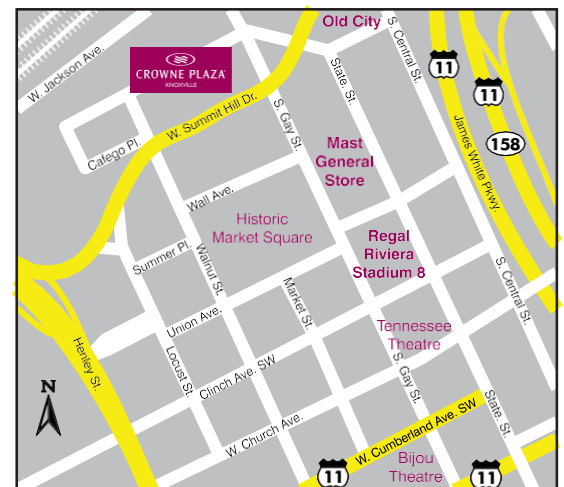 Old City
S. Central St.
W. Jackson Ave.
CROWNE PLAZA
KNOXVILLE
State. St.
11
11
W. Summit Hill Dr.
S. Gay St.
James White Pkwy.
158
Cafego Pl.
Mast
General
Store
Wall Ave.
Historic
Market Square
Regal
Riviera
Stadium 8
Summer Pl.
Walnut St.
Market St.
S. Central St.
Union Ave.
Tennessee
Theatre
Henley St.
Locust St.
Clinch Ave. SW
S. Gay St.
N
State. St.
W. Church Ave.
W. Cumberland Ave. SW
Bijou
Theatre
11
11